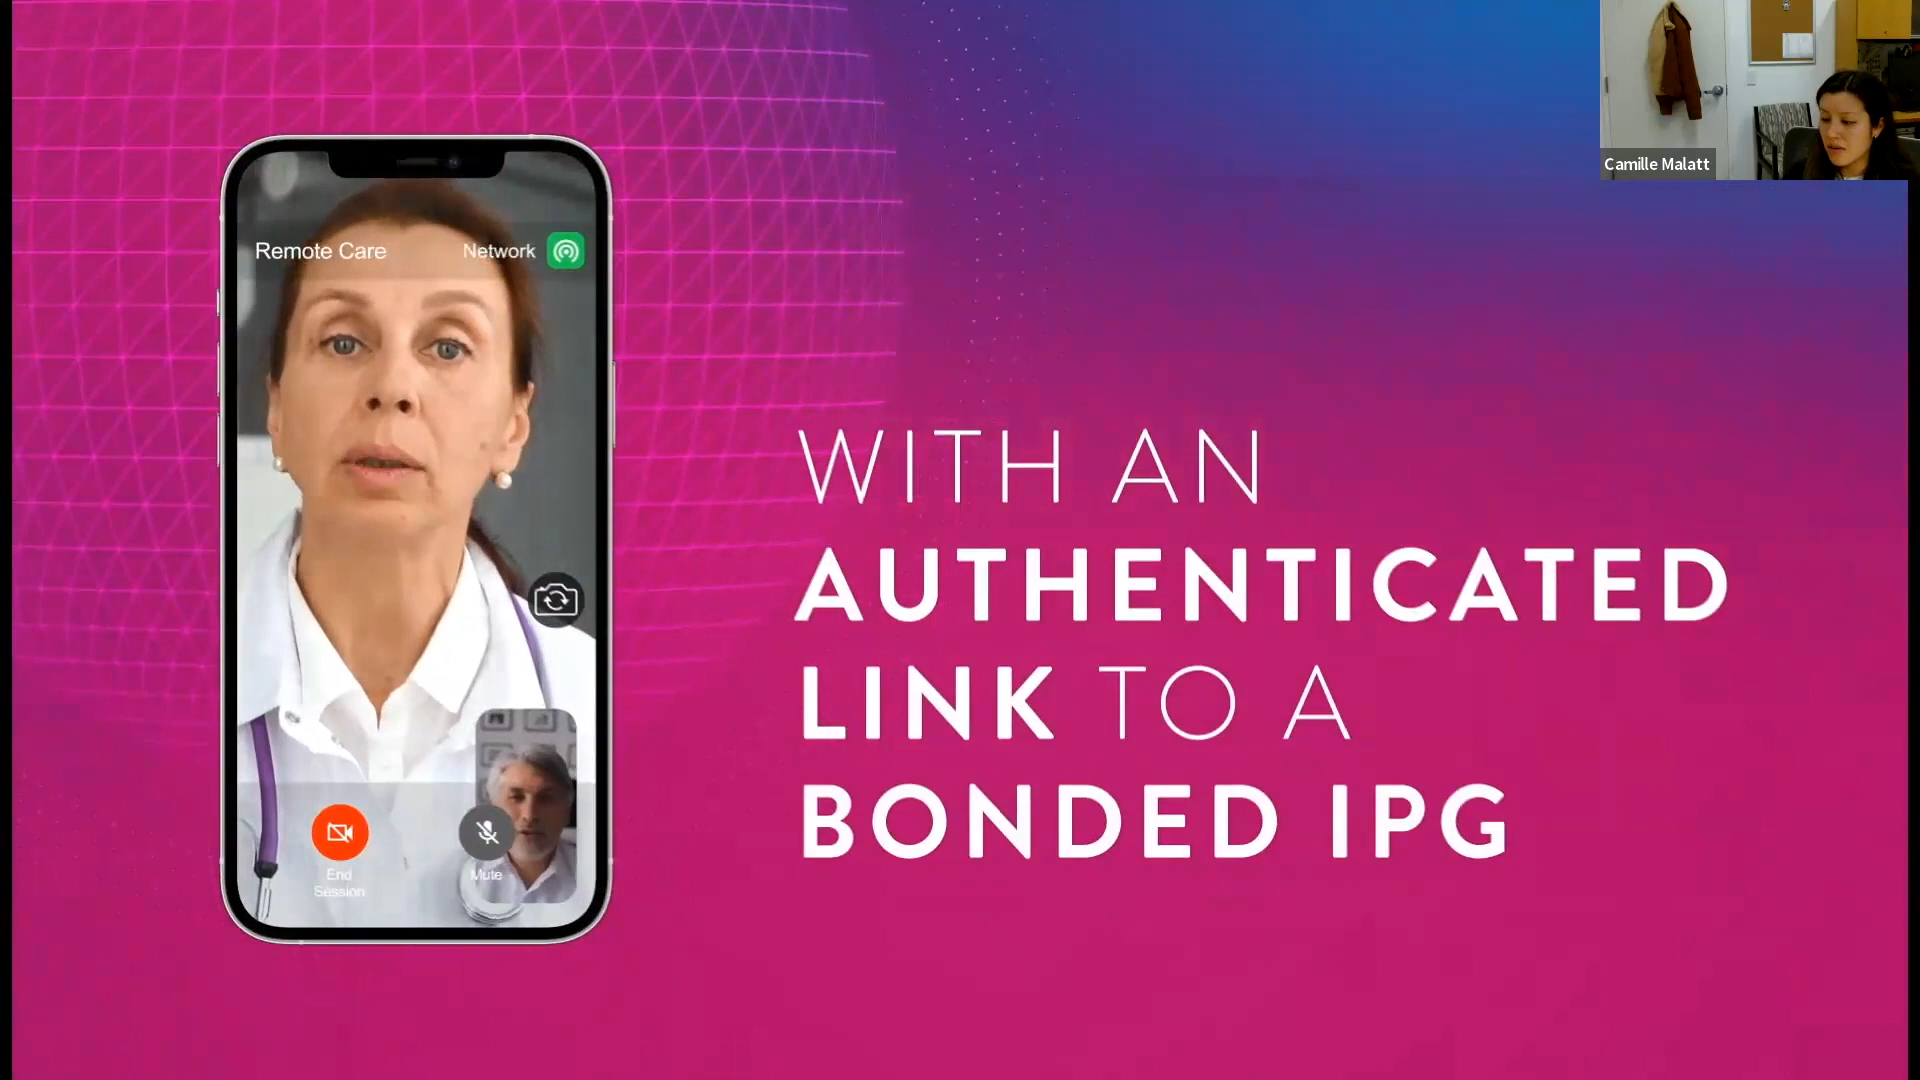 Camille Malatt
Remote Care
Network
WITH AN
AUTHENTICATED
LINK TO A
BONDED IPG
End
Session
Mute